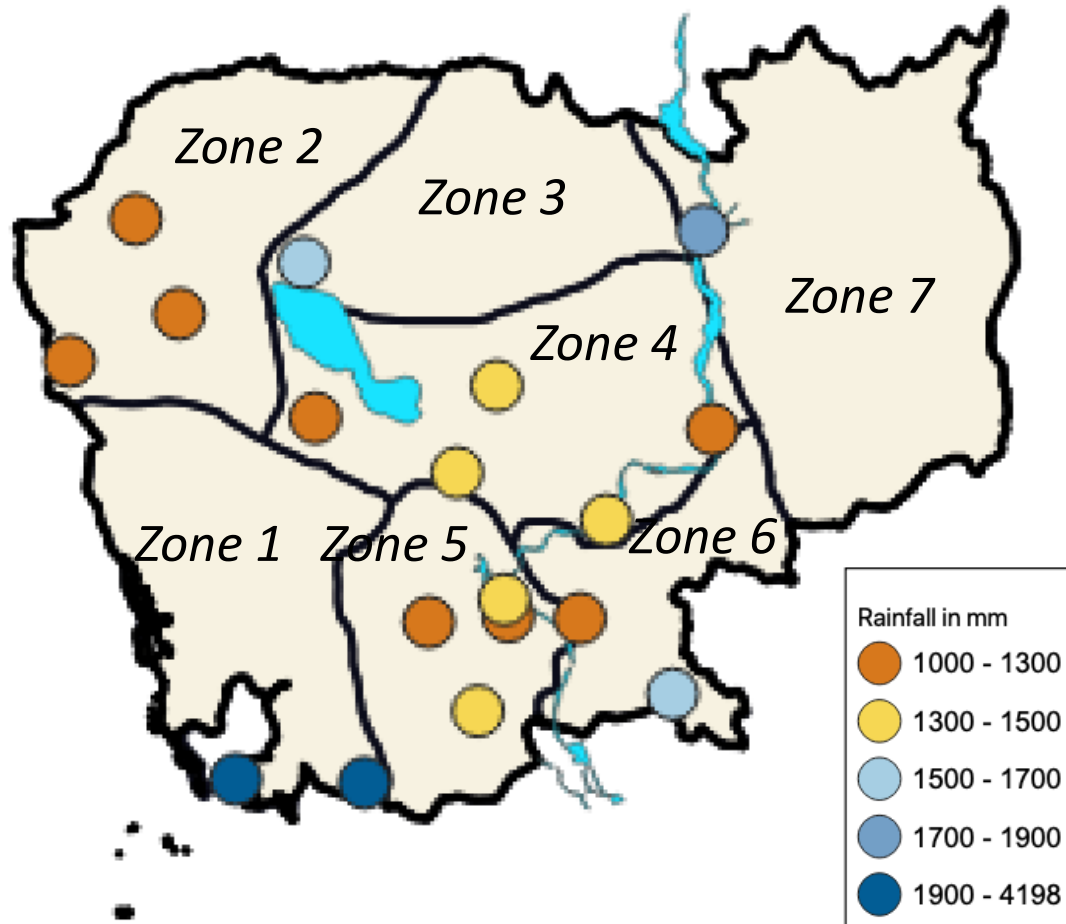 Zone 2
Zone 3
Zone 7
Zone 4
Zone 1
Zone 5
Zone 6
Rainfall in mm
1000 - 1300
1300 - 1500
1500 - 1700
1700 - 1900
1900 - 4198